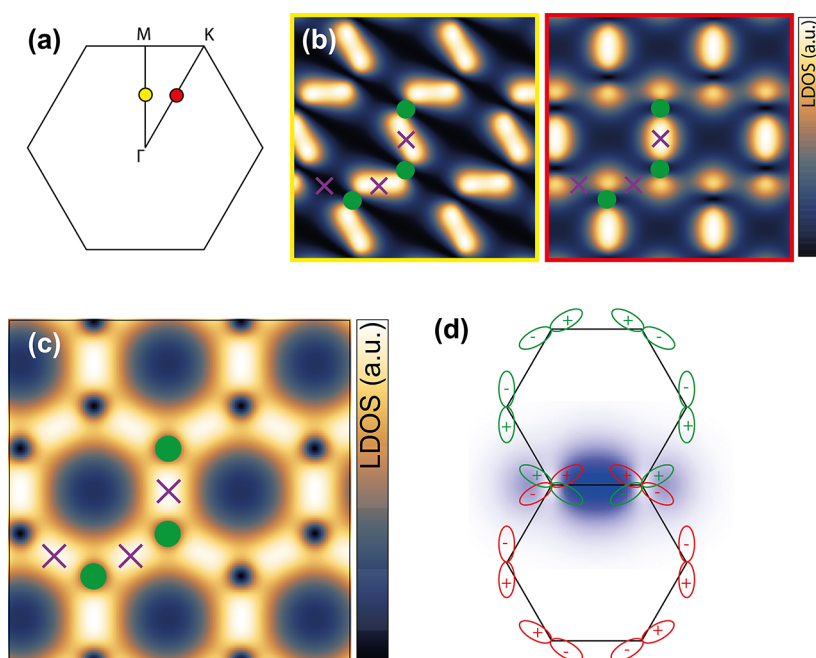 (a)
M
K
Γ
(b)
LDOS (a.u.)
(c)
LDOS (a.u.)
(d)
+ +
- -
- -
+ +
+ + + +
- -
- -
+ +
+ +
- -